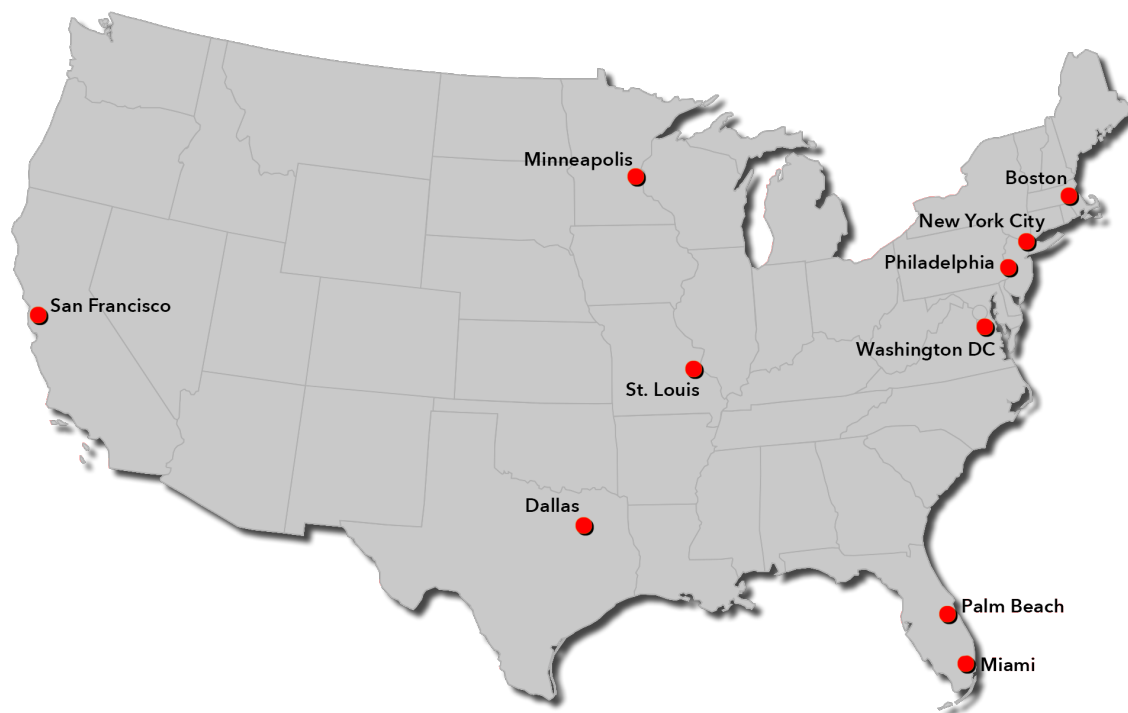 Minneapolis
Boston
New York City
Philadelphia
San Francisco
Washington DC
St. Louis
Dallas
Palm Beach
Miami